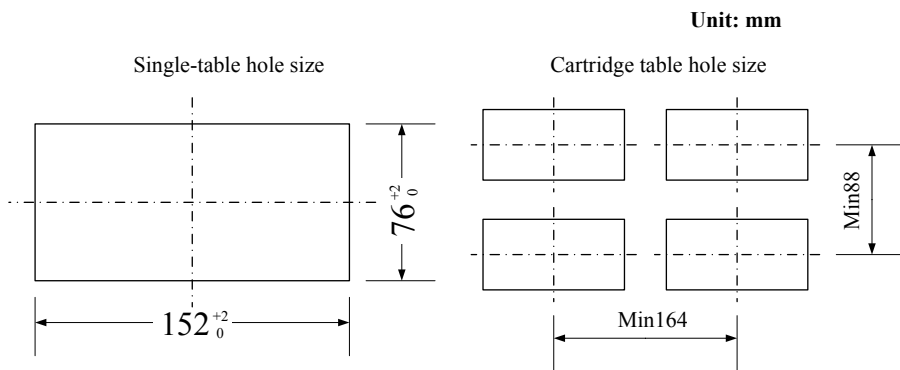 Unit: mm
Single-table hole size
Cartridge table hole size
76 +2 0
Min88
152 +2 0
Min164